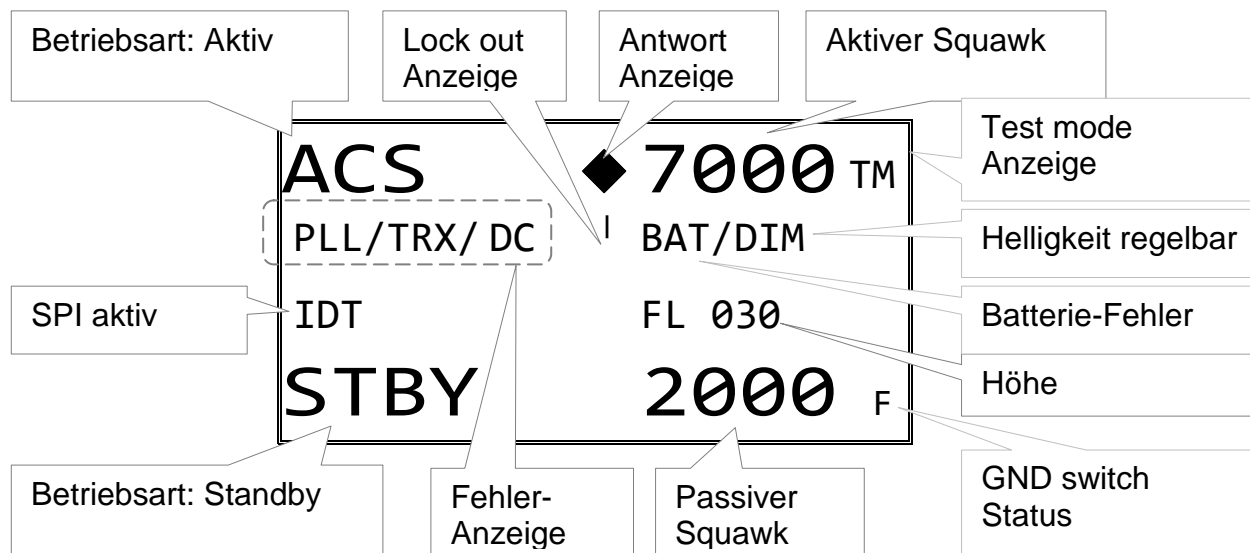 Betriebsart: Aktiv
Lock out
Anzeige
Antwort
Anzeige
Aktiver Squawk
Test mode
Anzeige
ACS ◆ 7000 TM
PLL/TRX/ DC | BAT/DIM
Helligkeit regelbar
SPI aktiv
IDT FL 030
Batterie-Fehler
Höhe
STBY 2000 F
Betriebsart: Standby
Fehler-
Anzeige
Passiver
Squawk
GND switch
Status